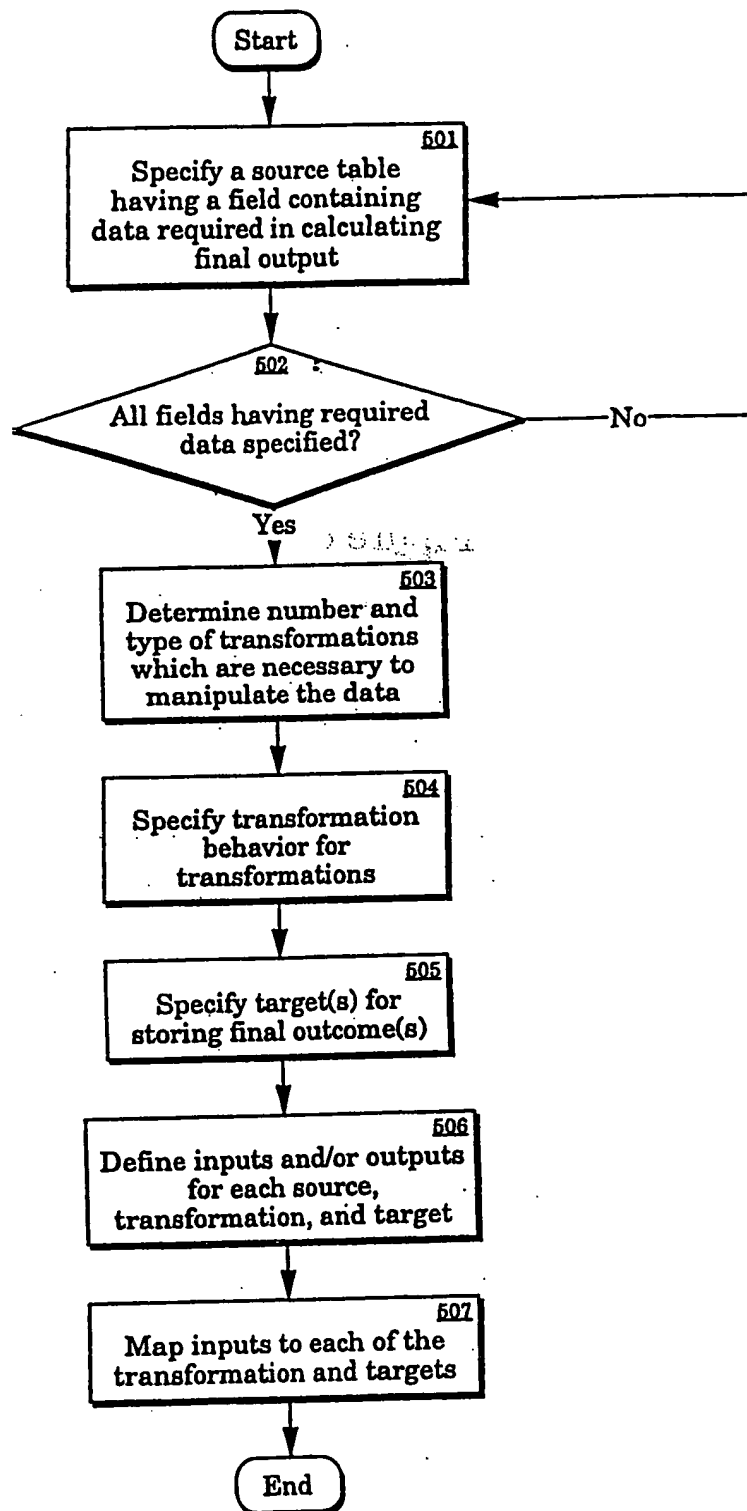 Start
501
Specify a source table
having a field containing
data required in calculating
final output
502
All fields having required
data specified?
No
Yes
503
Determine number and
type of transformations
which are necessary to
manipulate the data
504
Specify transformation
behavior for
transformations
505
Specify target(s) for
storing final outcome(s)
506
Define inputs and/or outputs
for each source,
transformation, and target
507
Map inputs to each of the
transformation and targets
End